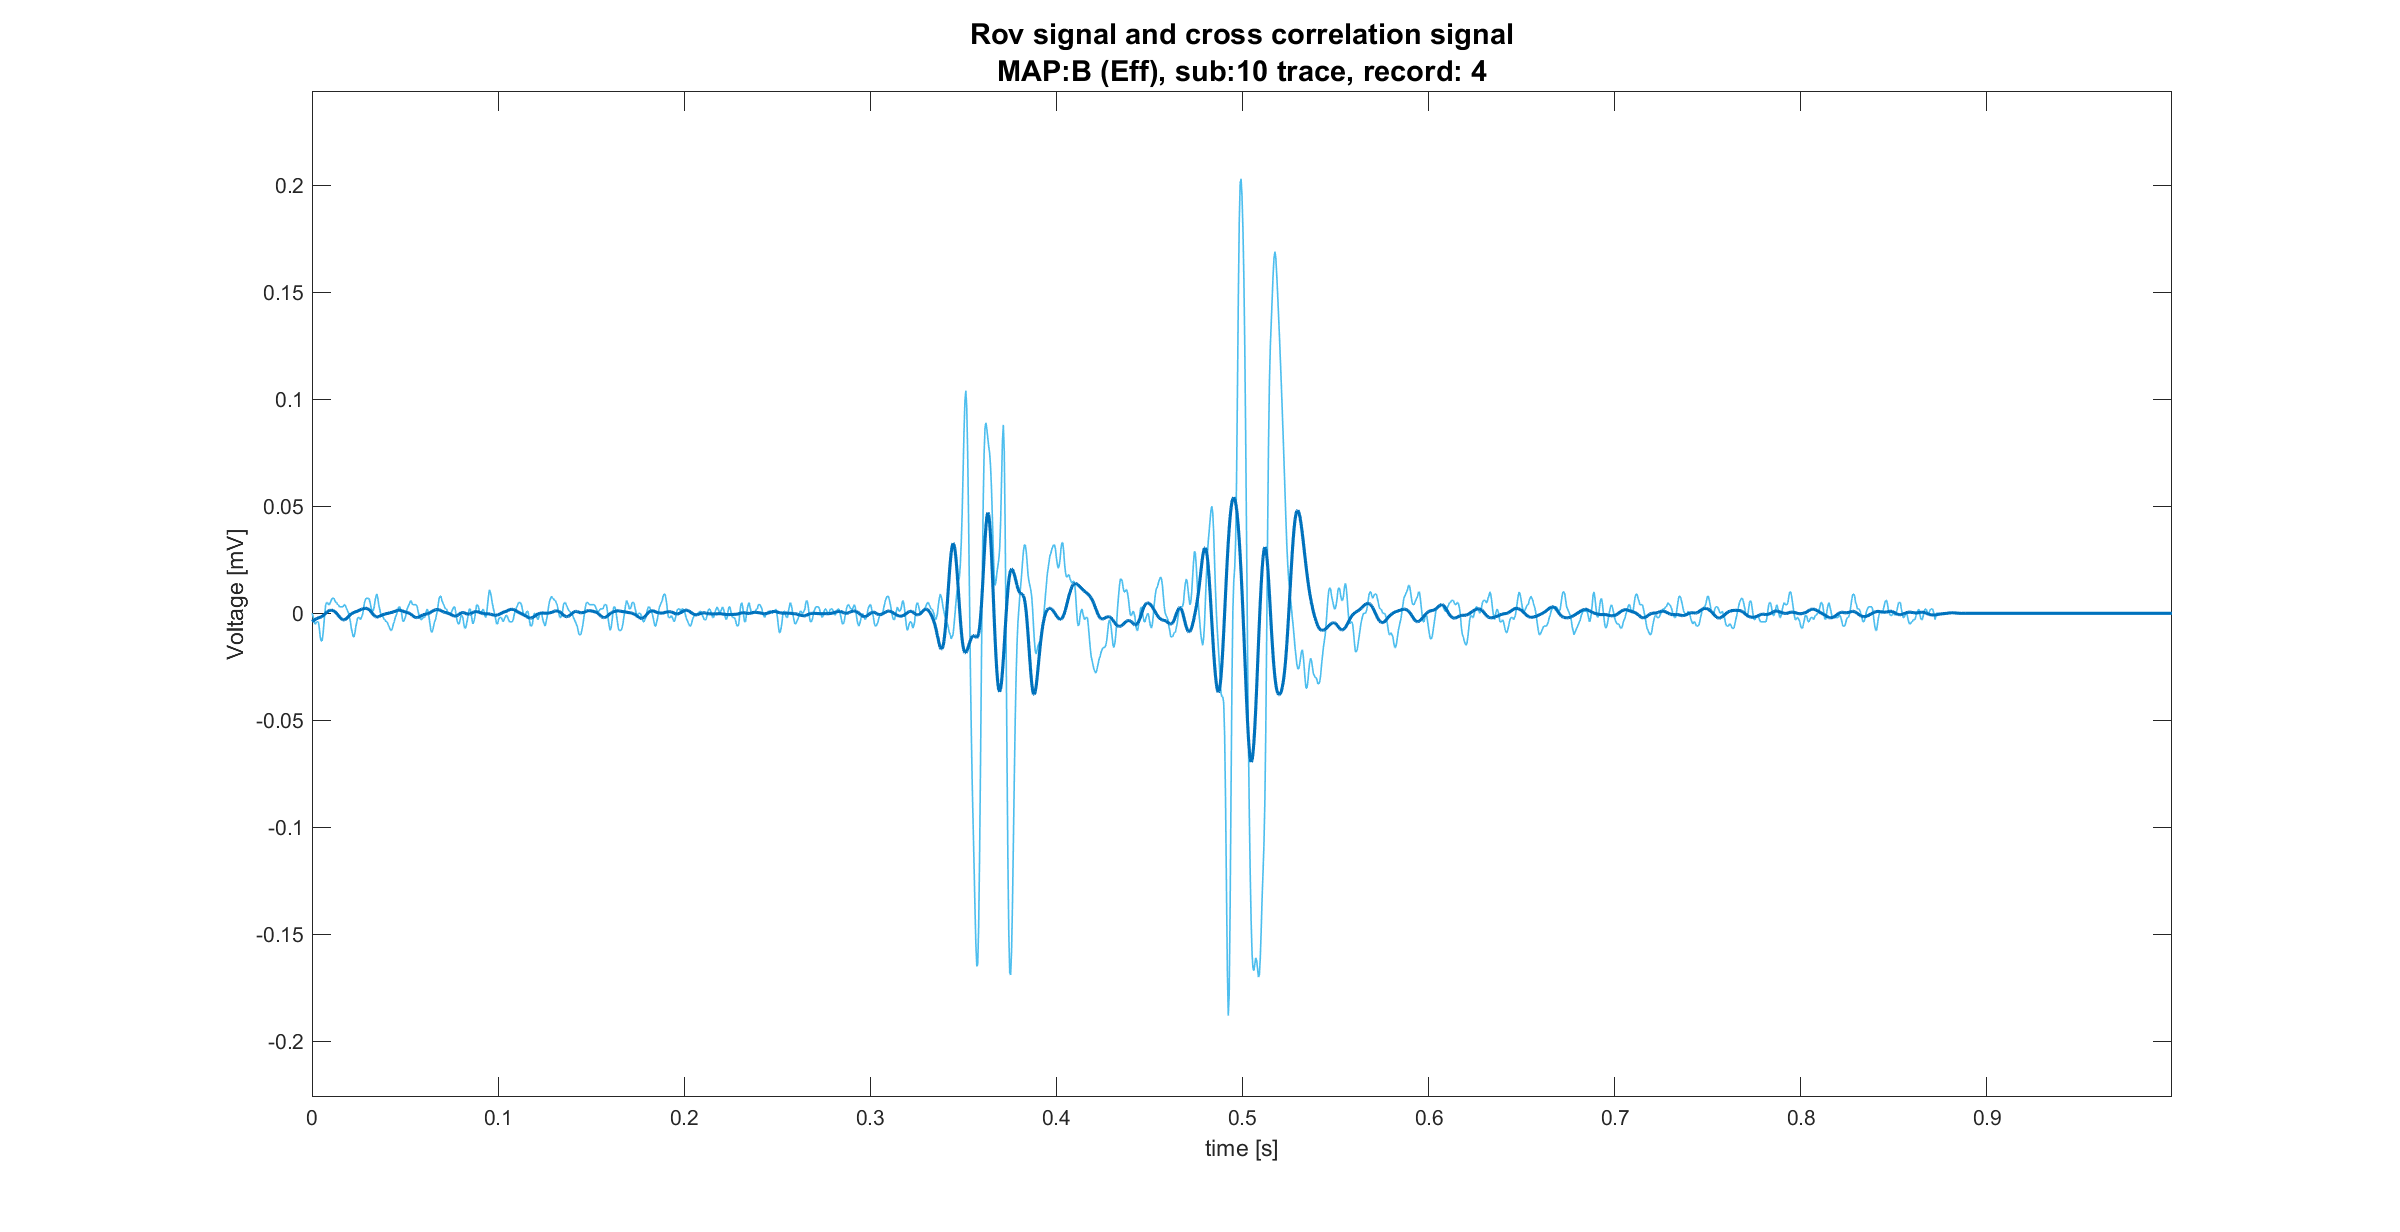 Rov signal and cross correlation signal
MAP:B (Eff), sub:10 trace, record: 4
Voltage [mV]
0.2
0.15
0.1
0.05
0
-0.05
-0.1
-0.15
-0.2
0 0.1 0.2 0.3 0.4 0.5 0.6 0.7 0.8 0.9
time [s]